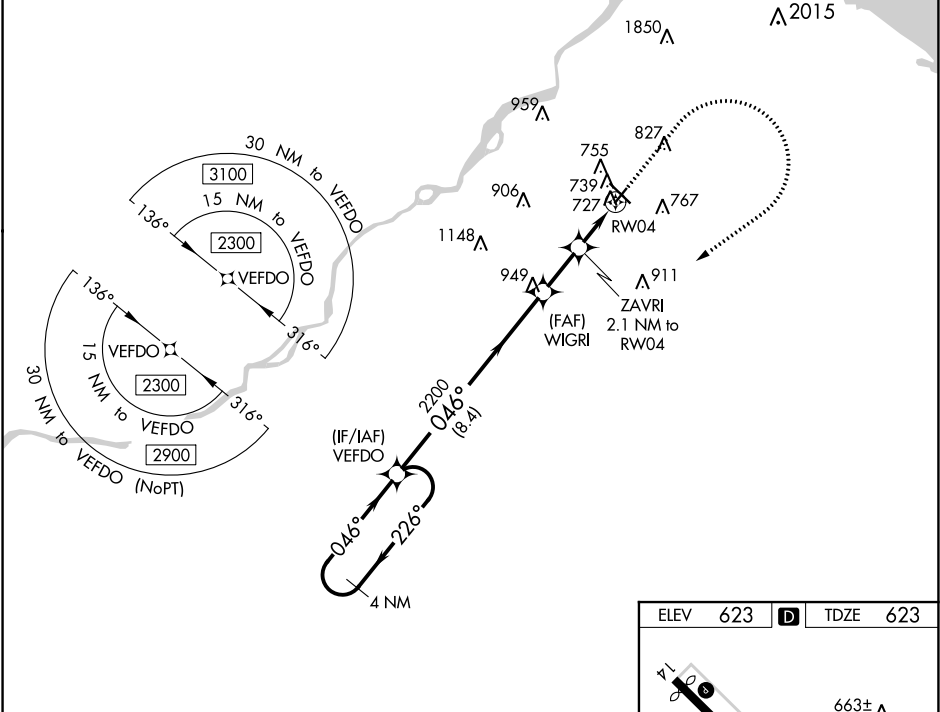 2015
1850
959
827
755
739
727
767
RW04
906
1148
949
911
ZAVRI
2.1 NM to
RW04
(FAF)
WIGRI
30 NM to VEFDO
3100
15 NM to VEFDO
136°
2300
VEFDO
316°
136°
VEFDO
15 NM to VEFDO
2300
316°
30 NM to VEFDO (NoPT)
2900
2200
046°
(8.4)
(IF/IAF)
VEFDO
046°
226°
4 NM
ELEV 623 D TDZE 623
14
P
663±